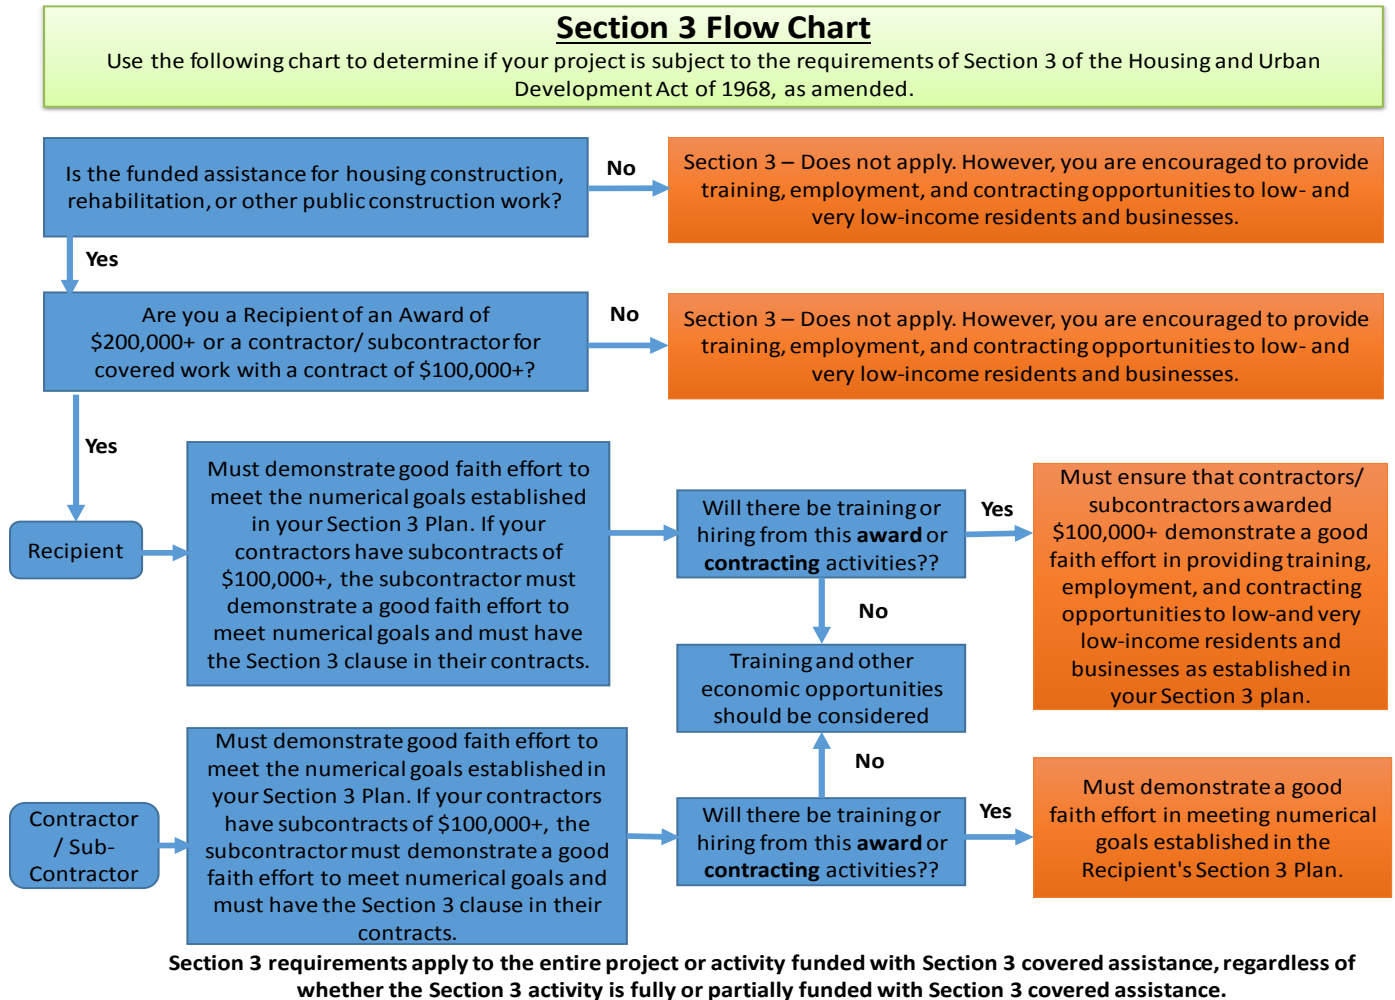 Section 3 Flow Chart
Use the following chart to determine if your project is subject to the requirements of Section 3 of the Housing and Urban
Development Act of 1968, as amended.
Is the funded assistance for housing construction,
rehabilitation, or other public construction work?
No
Section 3 – Does not apply. However, you are encouraged to provide
training, employment, and contracting opportunities to low- and
very low-income residents and businesses.
Yes
Are you a Recipient of an Award of
$200,000+ or a contractor/ subcontractor for
covered work with a contract of $100,000+?
No
Section 3 – Does not apply. However, you are encouraged to provide
training, employment, and contracting opportunities to low- and
very low-income residents and businesses.
Yes
Recipient
Must demonstrate good faith effort to
meet the numerical goals established
in your Section 3 Plan. If your
contractors have subcontracts of
$100,000+, the subcontractor must
demonstrate a good faith effort to
meet numerical goals and must have
the Section 3 clause in their contracts.
Will there be training or
hiring from this award or
contracting activities??
Yes
Must ensure that contractors/
subcontractors awarded
$100,000+ demonstrate a good
faith effort in providing training,
employment, and contracting
opportunities to low-and very
low-income residents and
businesses as established in
your Section 3 plan.
No
Training and other
economic opportunities
should be considered
No
Contractor
/ Sub-
Contractor
Must demonstrate good faith effort to
meet the numerical goals established in
your Section 3 Plan. If your contractors
have subcontracts of $100,000+, the
subcontractor must demonstrate a good
faith effort to meet numerical goals and
must have the Section 3 clause in their
contracts.
Will there be training or
hiring from this award or
contracting activities??
Yes
Must demonstrate a good
faith effort in meeting numerical
goals established in the
Recipient's Section 3 Plan.
Section 3 requirements apply to the entire project or activity funded with Section 3 covered assistance, regardless of
whether the Section 3 activity is fully or partially funded with Section 3 covered assistance.